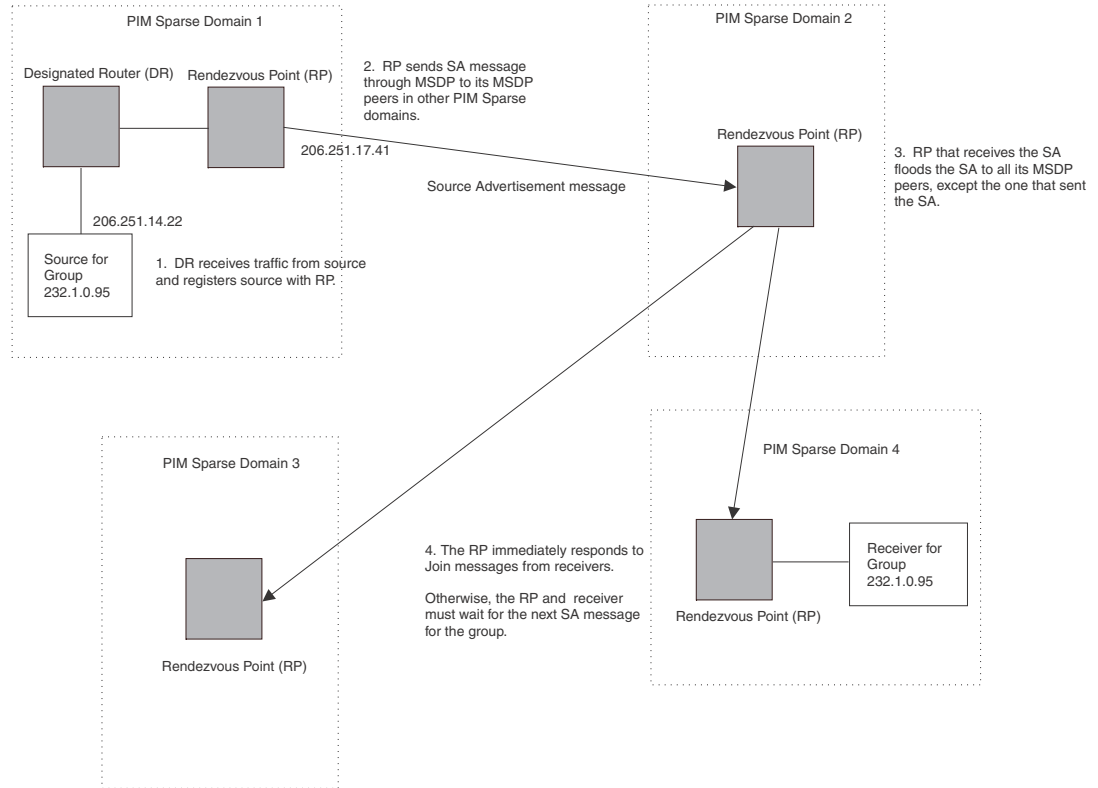 PIM Sparse Domain 1
PIM Sparse Domain 2
Designated Router (DR)
Rendezvous Point (RP)
2. RP sends SA message
through MSDP to its MSDP
peers in other PIM Sparse
domains.
206.251.17.41
Source Advertisement message
Rendezvous Point (RP)
3. RP that receives the SA
floods the SA to all its MSDP
peers, except the one that sent
the SA.
206.251.14.22
Source for
Group
232.1.0.95
1. DR receives traffic from source
and registers source with RP.
PIM Sparse Domain 3
Rendezvous Point (RP)
PIM Sparse Domain 4
4. The RP immediately responds to
Join messages from receivers.
Otherwise, the RP and receiver
must wait for the next SA message
for the group.
Receiver for
Group
232.1.0.95
Rendezvous Point (RP)